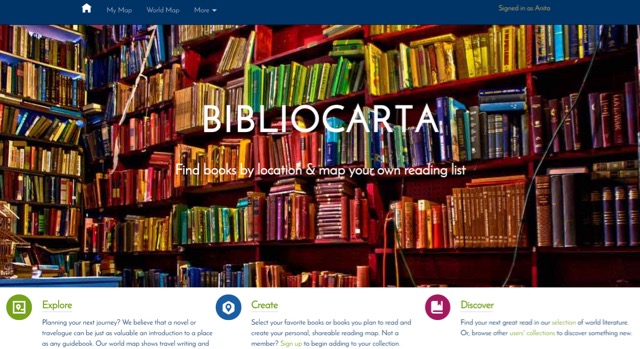 My Map World Map More Signed in as Anita
BIBLIOCARTA
Find books by location & map your own reading list
Explore
Planning your next journey? We believe that a novel or
travelogue can be just as valuable an introduction to a place
as any guidebook. Our world map shows travel writing and
Create
Select your favorite books or books you plan to read and
create your personal, shareable reading map. Not a
member? Sign up to begin adding to your collection.
Discover
Find your next great read in our selection of world literature.
Or, browse other users' collections to discover something new.